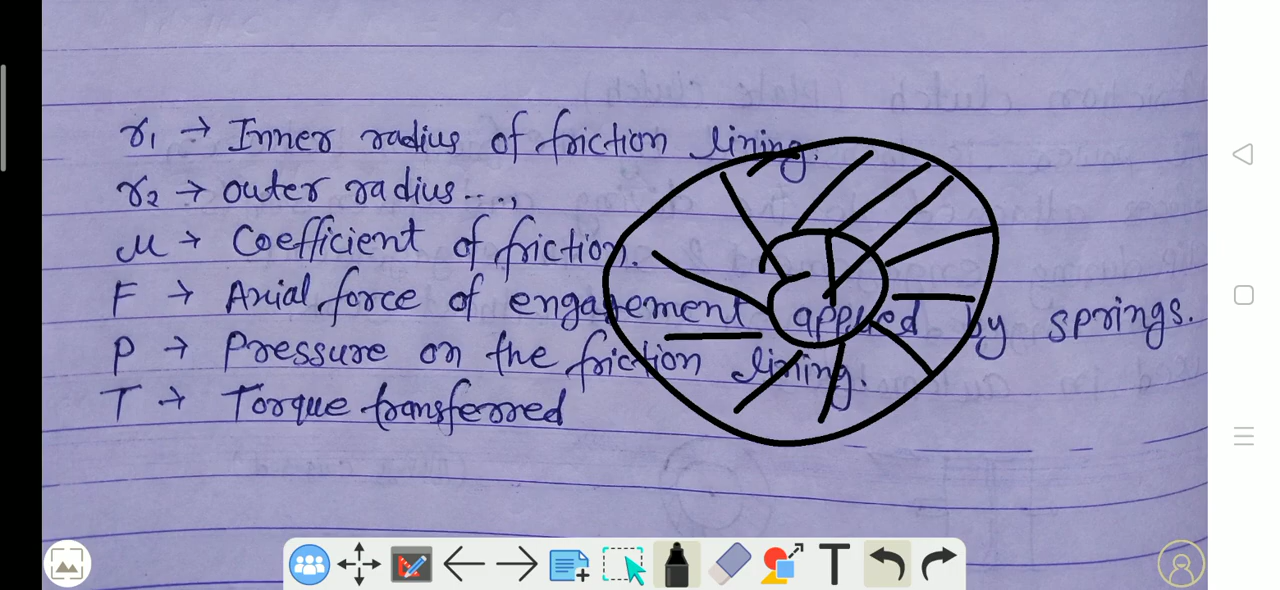 r₁ → Inner radius of friction lining.
r₂ → outer radius...,
μ → Coefficient of friction.
F → Axial force of engagement applied by springs.
P → Pressure on the friction lining.
T → Torque transferred
T